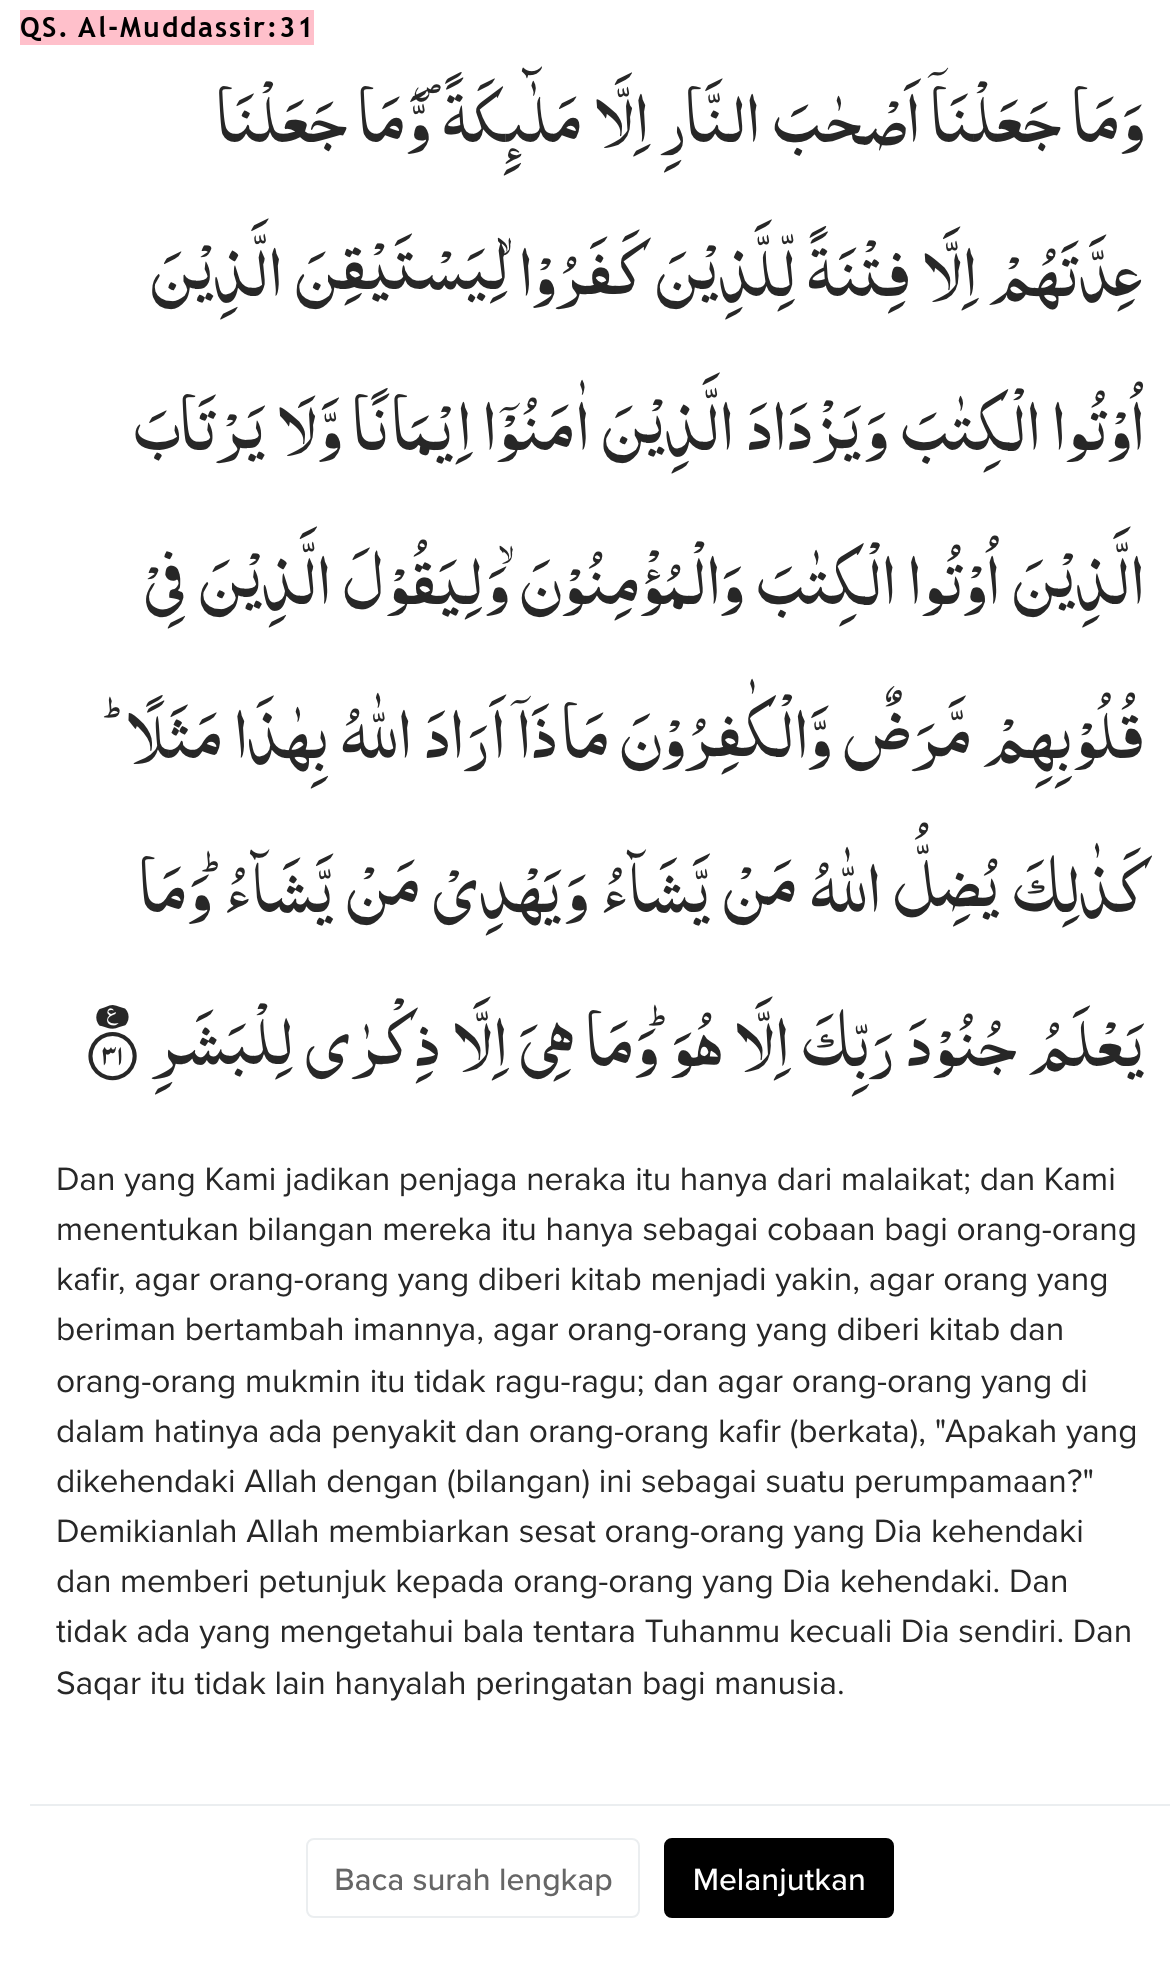 QS. Al-Muddassir:31
وَمَا جَعَلْنَآ اَصْحٰبَ النَّارِ اِلَّا مَلٰۤىِٕكَةً ۖوَّمَا جَعَلْنَا
عِدَّتَهُمْ اِلَّا فِتْنَةً لِّلَّذِيْنَ كَفَرُوْا لِيَسْتَيْقِنَ الَّذِيْنَ
اُوْتُوا الْكِتٰبَ وَيَزْدَادَ الَّذِيْنَ اٰمَنُوْٓا اِيْمَانًا وَّلَا يَرْتَابَ
الَّذِيْنَ اُوْتُوا الْكِتٰبَ وَالْمُؤْمِنُوْنَۙ وَلِيَقُوْلَ الَّذِيْنَ فِيْ
قُلُوْبِهِمْ مَّرَضٌ وَّالْكٰفِرُوْنَ مَاذَآ اَرَادَ اللّٰهُ بِهٰذَا مَثَلًاۗ
كَذٰلِكَ يُضِلُّ اللّٰهُ مَنْ يَّشَاۤءُ وَيَهْدِيْ مَنْ يَّشَاۤءُۗ وَمَا
يَعْلَمُ جُنُوْدَ رَبِّكَ اِلَّا هُوَۗ وَمَا هِيَ اِلَّا ذِكْرٰى لِلْبَشَرِ ࣖ ٣١
Dan yang Kami jadikan penjaga neraka itu hanya dari malaikat; dan Kami
menentukan bilangan mereka itu hanya sebagai cobaan bagi orang-orang
kafir, agar orang-orang yang diberi kitab menjadi yakin, agar orang yang
beriman bertambah imannya, agar orang-orang yang diberi kitab dan
orang-orang mukmin itu tidak ragu-ragu; dan agar orang-orang yang di
dalam hatinya ada penyakit dan orang-orang kafir (berkata), "Apakah yang
dikehendaki Allah dengan (bilangan) ini sebagai suatu perumpamaan?"
Demikianlah Allah membiarkan sesat orang-orang yang Dia kehendaki
dan memberi petunjuk kepada orang-orang yang Dia kehendaki. Dan
tidak ada yang mengetahui bala tentara Tuhanmu kecuali Dia sendiri. Dan
Saqar itu tidak lain hanyalah peringatan bagi manusia.
Baca surah lengkap
Melanjutkan